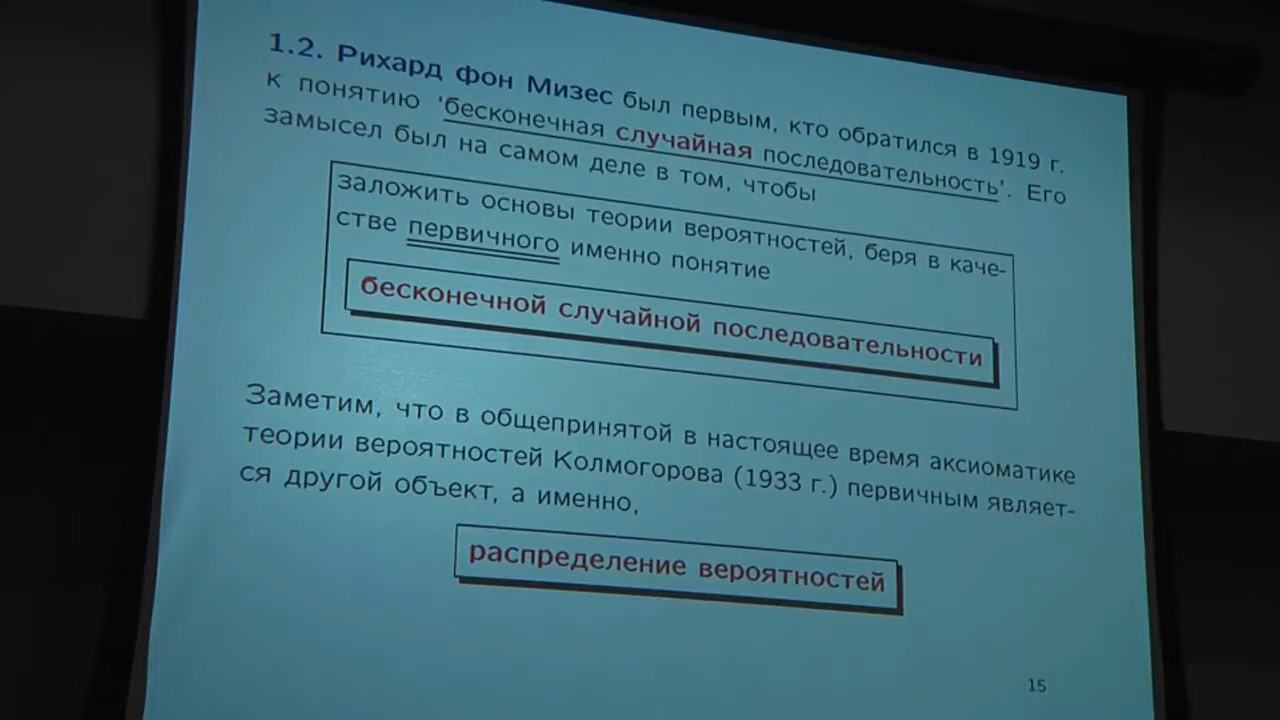 1.2. Рихард фон Мизес был первым, кто обратился в 1919 г.
к понятию 'бесконечная случайная последовательность'. Его
замысел был на самом деле в том, чтобы
заложить основы теории вероятностей, беря в каче-
стве первичного именно понятие
бесконечной случайной последовательности
Заметим, что в общепринятой в настоящее время аксиоматике
теории вероятностей Колмогорова (1933 г.) первичным являет-
ся другой объект, а именно,
распределение вероятностей
15